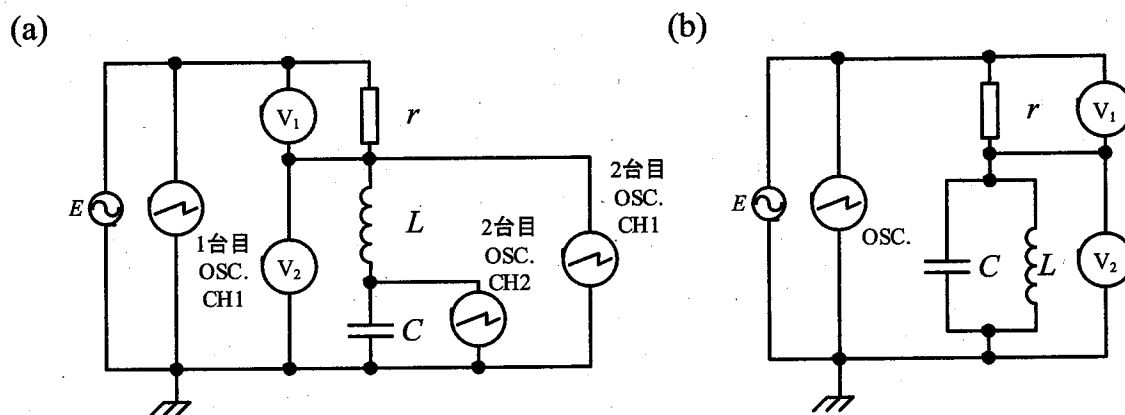 (a)
V₁
r
E
1台目
OSC.
CH1
V₂
L
2台目
OSC.
CH2
C
2台目
OSC.
CH1
(b)
r
V₁
E
OSC.
C
L
V₂